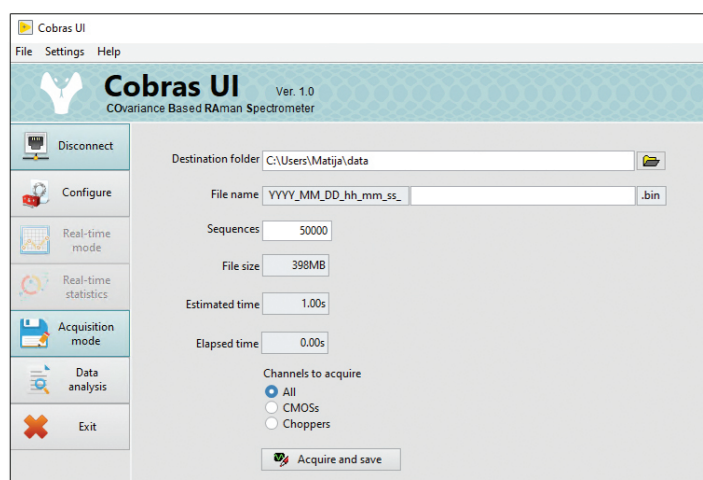 Cobras UI
File Settings Help
Cobras UI Ver. 1.0
COvariance Based RAman Spectrometer
Disconnect
Configure
Real-time
mode
Real-time
statistics
Acquisition
mode
Data
analysis
Exit
Destination folder C:\Users\Matija\data
File name YYYY_MM_DD_hh_mm_ss_ .bin
Sequences 50000
File size 398MB
Estimated time 1.00s
Elapsed time 0.00s
Channels to acquire
All
CMOSs
Choppers
Acquire and save